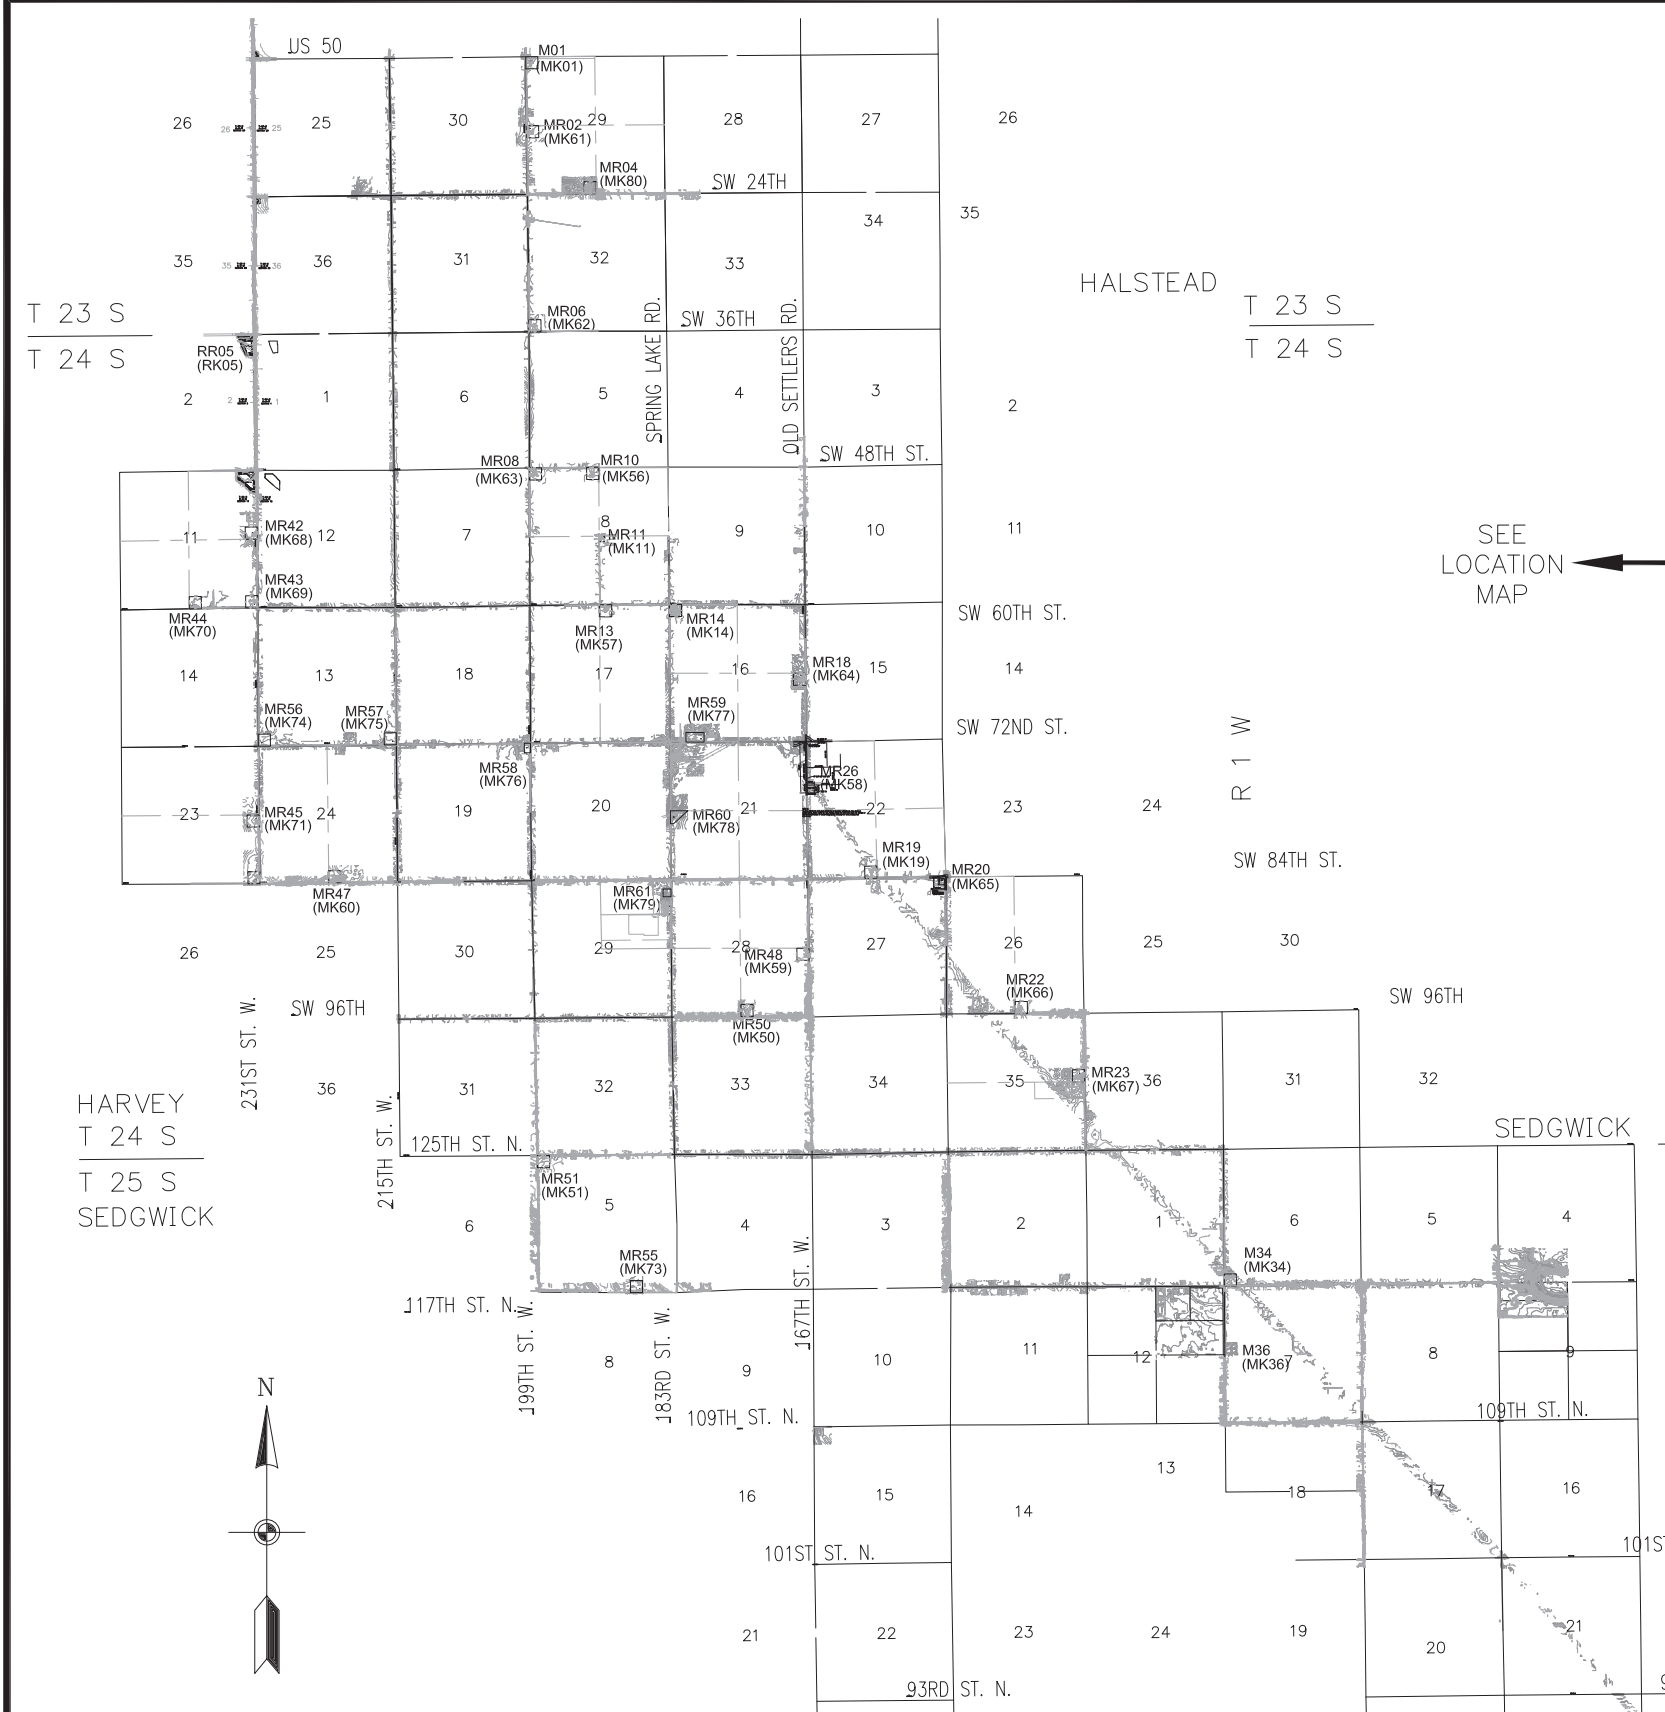 US 50
M01
(MK01)
26
26
25
25
30
MR02
(MK61)
29
28
27
26
MR04
(MK80)
SW 24TH
35
35
36
36
31
32
33
34
35
HALSTEAD
T 23 S
T 24 S
T 23 S
T 24 S
MR06
(MK62)
SPRING LAKE RD.
SW 36TH
OLD SETTLERS RD.
RR05
(RK05)
2
2
1
1
6
5
4
3
2
SW 48TH ST.
MR08
(MK63)
MR10
(MK56)
11
MR42
(MK68)
12
7
8
MR11
(MK11)
9
10
11
SEE
LOCATION
MAP
MR43
(MK69)
MR44
(MK70)
MR13
(MK57)
MR14
(MK14)
SW 60TH ST.
14
13
18
17
16
MR18
(MK64)
15
14
MR56
(MK74)
MR57
(MK75)
MR59
(MK77)
SW 72ND ST.
R 1 W
MR58
(MK76)
MR26
(MK58)
23
MR45
(MK71)
24
19
20
MR60
(MK78)
21
22
23
24
SW 84TH ST.
MR19
(MK19)
MR20
(MK65)
MR47
(MK60)
MR61
(MK79)
26
25
30
29
28
MR48
(MK59)
27
26
25
30
MR22
(MK66)
SW 96TH
SW 96TH
MR50
(MK50)
231ST ST. W.
36
215TH ST. W.
31
32
33
34
35
MR23
(MK67)
36
31
32
HARVEY
T 24 S
T 25 S
SEDGWICK
125TH ST. N.
SEDGWICK
MR51
(MK51)
6
5
4
3
2
1
6
5
4
MR55
(MK73)
167TH ST. W.
M34
(MK34)
117TH ST. N.
199TH ST. W.
183RD ST. W.
8
9
10
11
12
M36
(MK36)
7
8
9
N
109TH ST. N.
109TH ST. N.
16
15
14
13
18
17
16
101ST ST. N.
101ST
21
22
23
24
19
20
21
93RD ST. N.